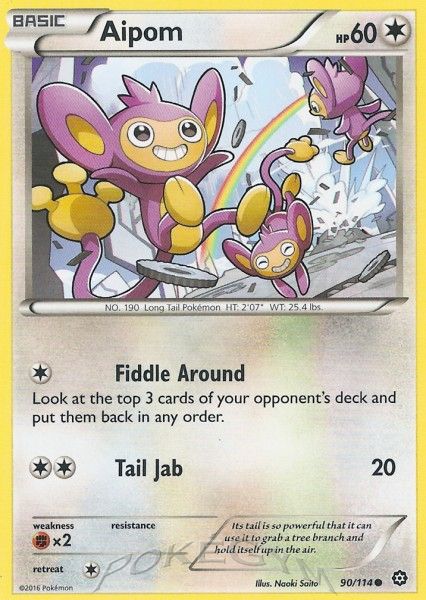 BASIC
Aipom
HP60
NO. 190 Long Tail Pokémon HT: 2'07" WT: 25.4 lbs.
Fiddle Around
Look at the top 3 cards of your opponent's deck and
put them back in any order.
Tail Jab 20
weakness resistance
×2
retreat
Its tail is so powerful that it can
use it to grab a tree branch and
hold itself up in the air.
©2016 Pokémon
Illus. Naoki Saito
90/114
POKÉGYM